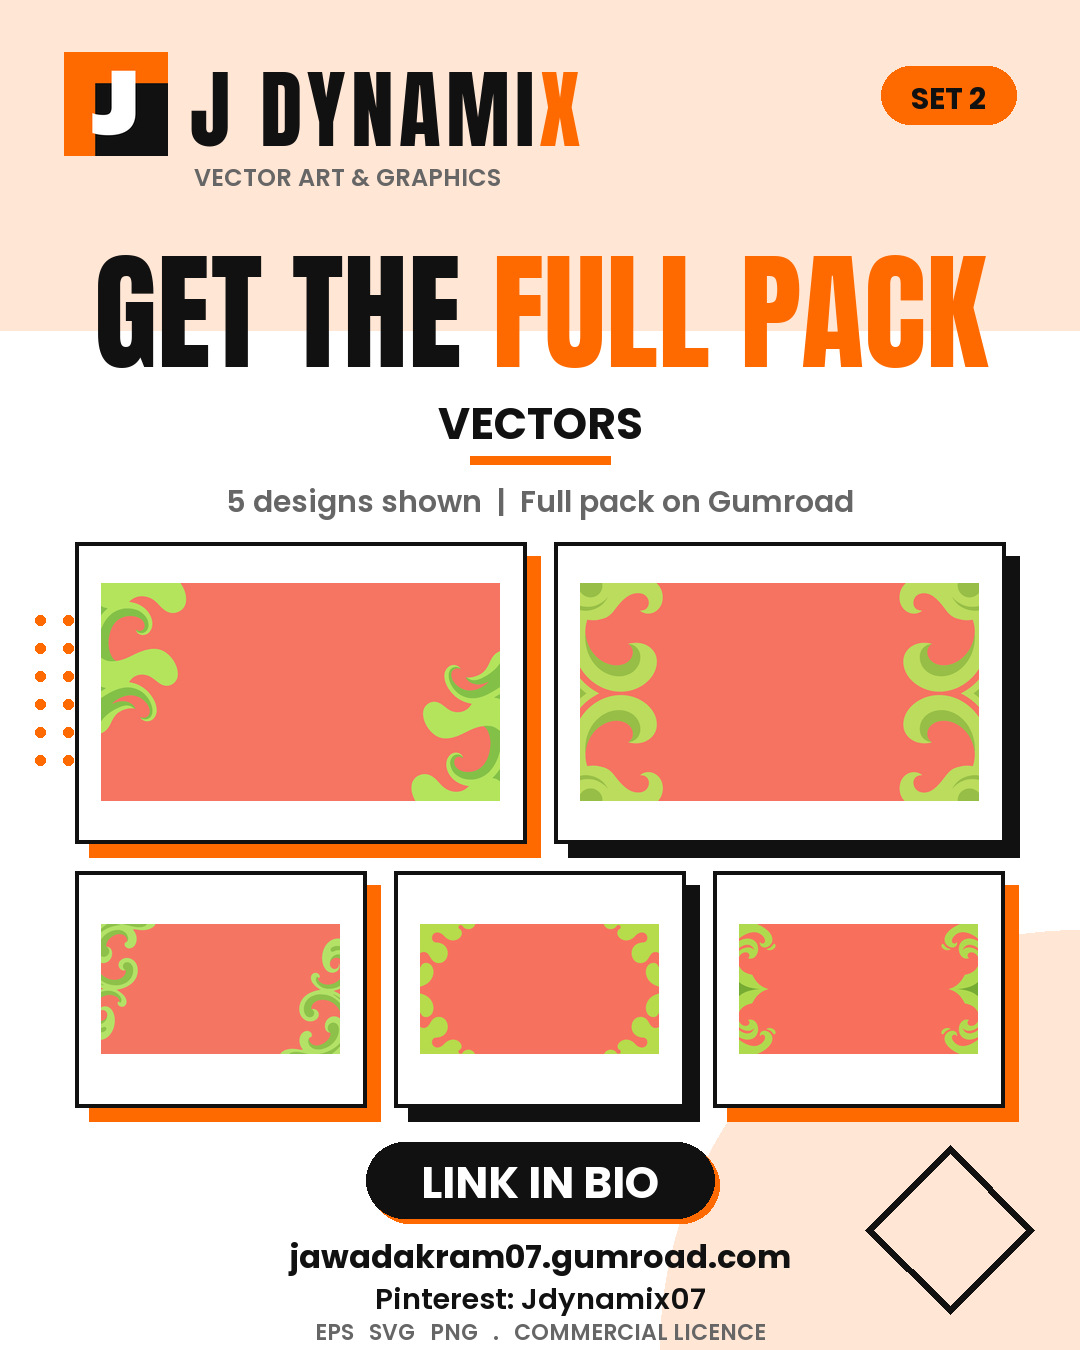 J
J DYNAMIX
SET 2
VECTOR ART & GRAPHICS
GET THE FULL PACK
VECTORS
5 designs shown | Full pack on Gumroad
LINK IN BIO
jawadakram07.gumroad.com
Pinterest: Jdynamix07
EPS SVG PNG . COMMERCIAL LICENCE